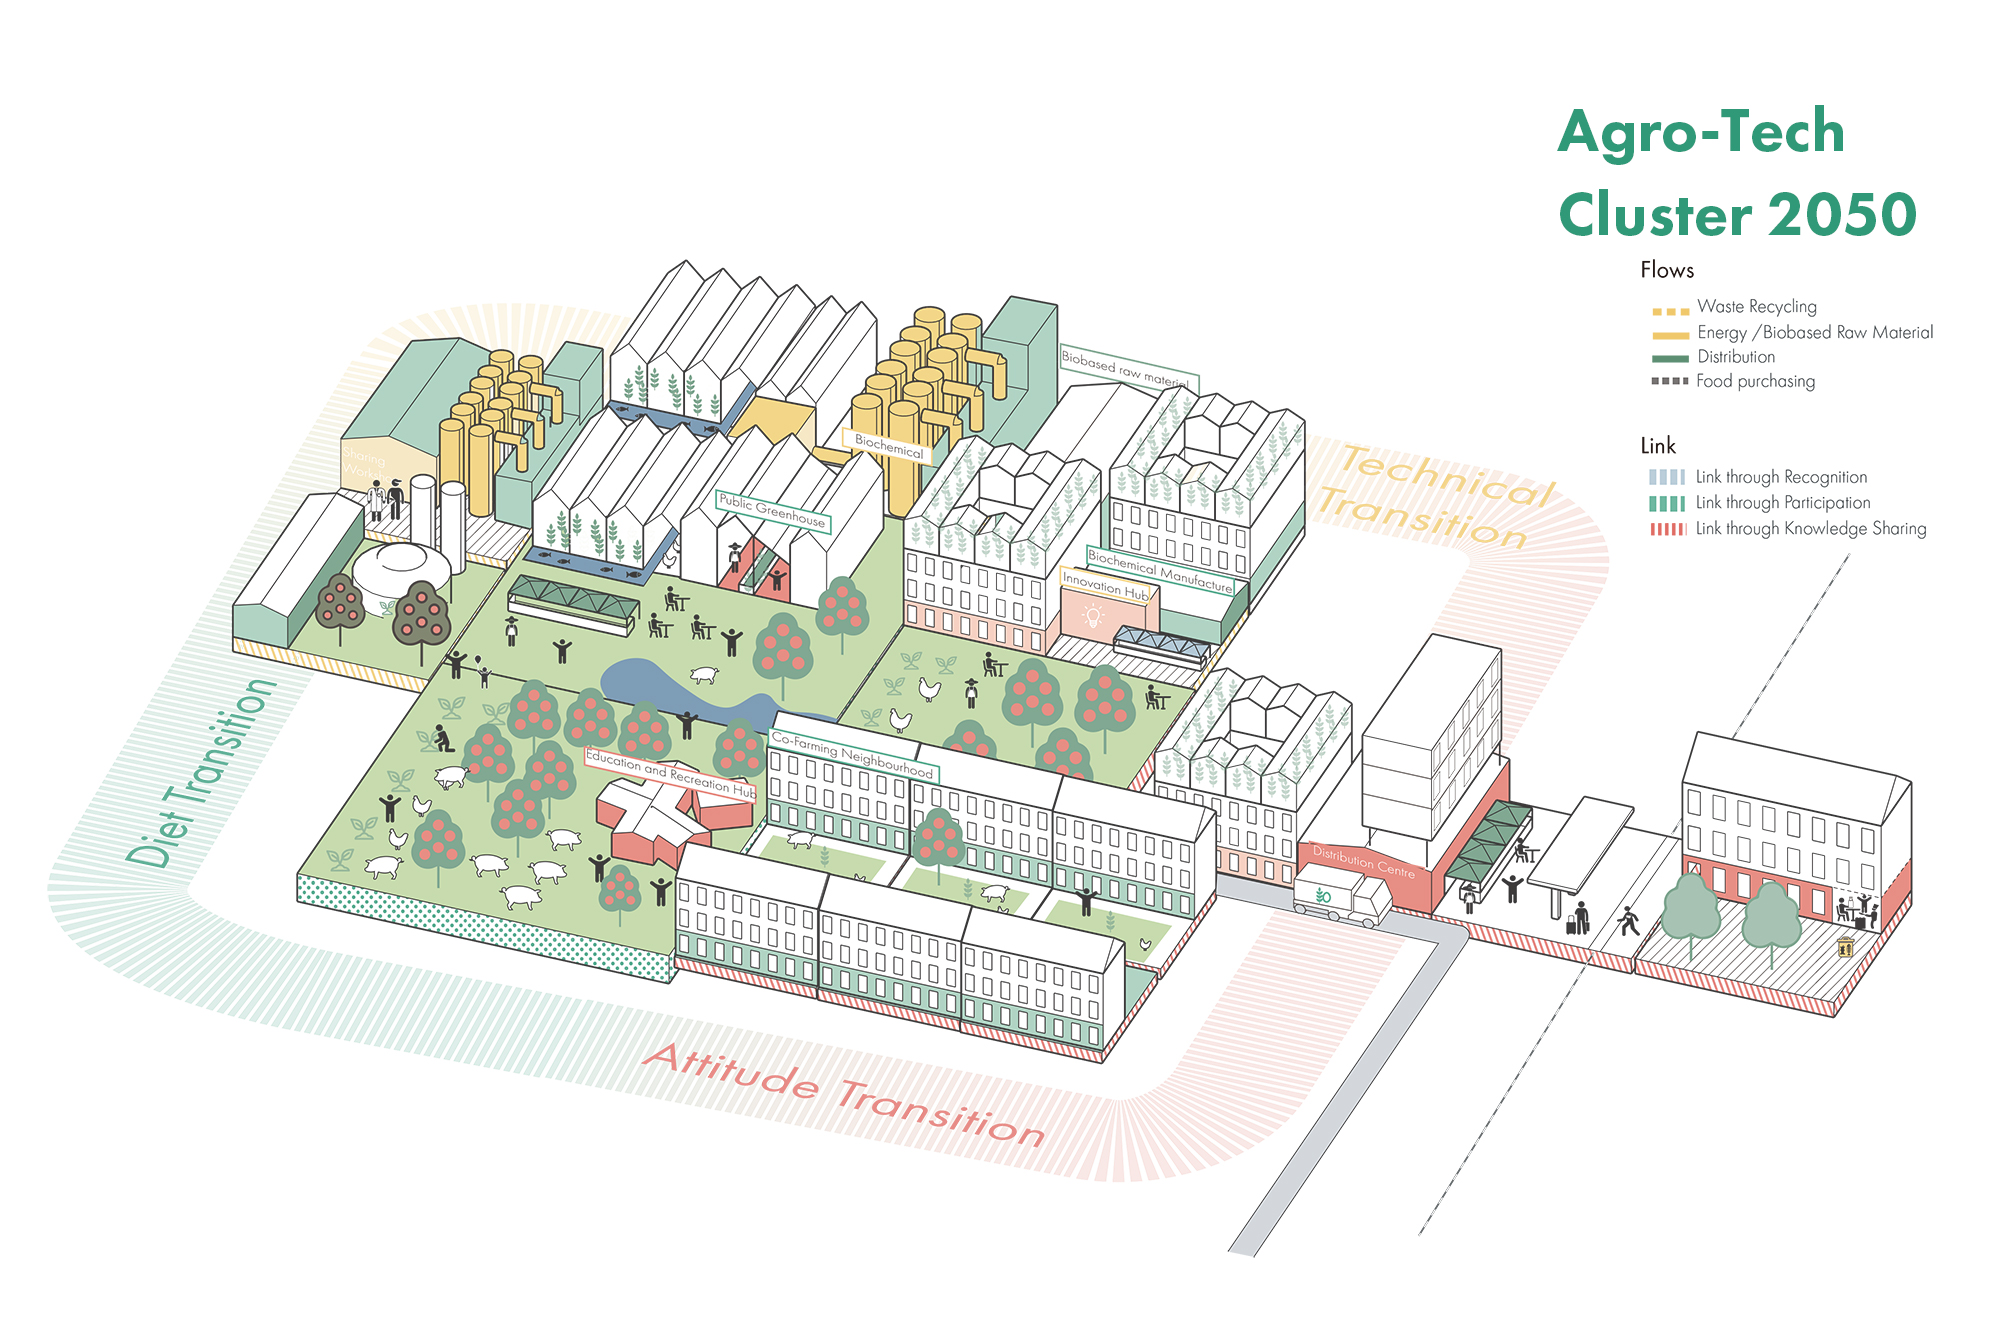 Agro-Tech
Cluster 2050
Flows
Waste Recycling
Energy /Biobased Raw Material
Distribution
Food purchasing
Link
Link through Recognition
Link through Participation
Link through Knowledge Sharing
Biobased raw material
Technical
Transition
Biochemical
Sharing
Public Greenhouse
Biochemical Manufacture
Innovation Hub
Diet Transition
Co-Farming Neighbourhood
Education and Recreation Hub
Distribution Centre
Attitude Transition